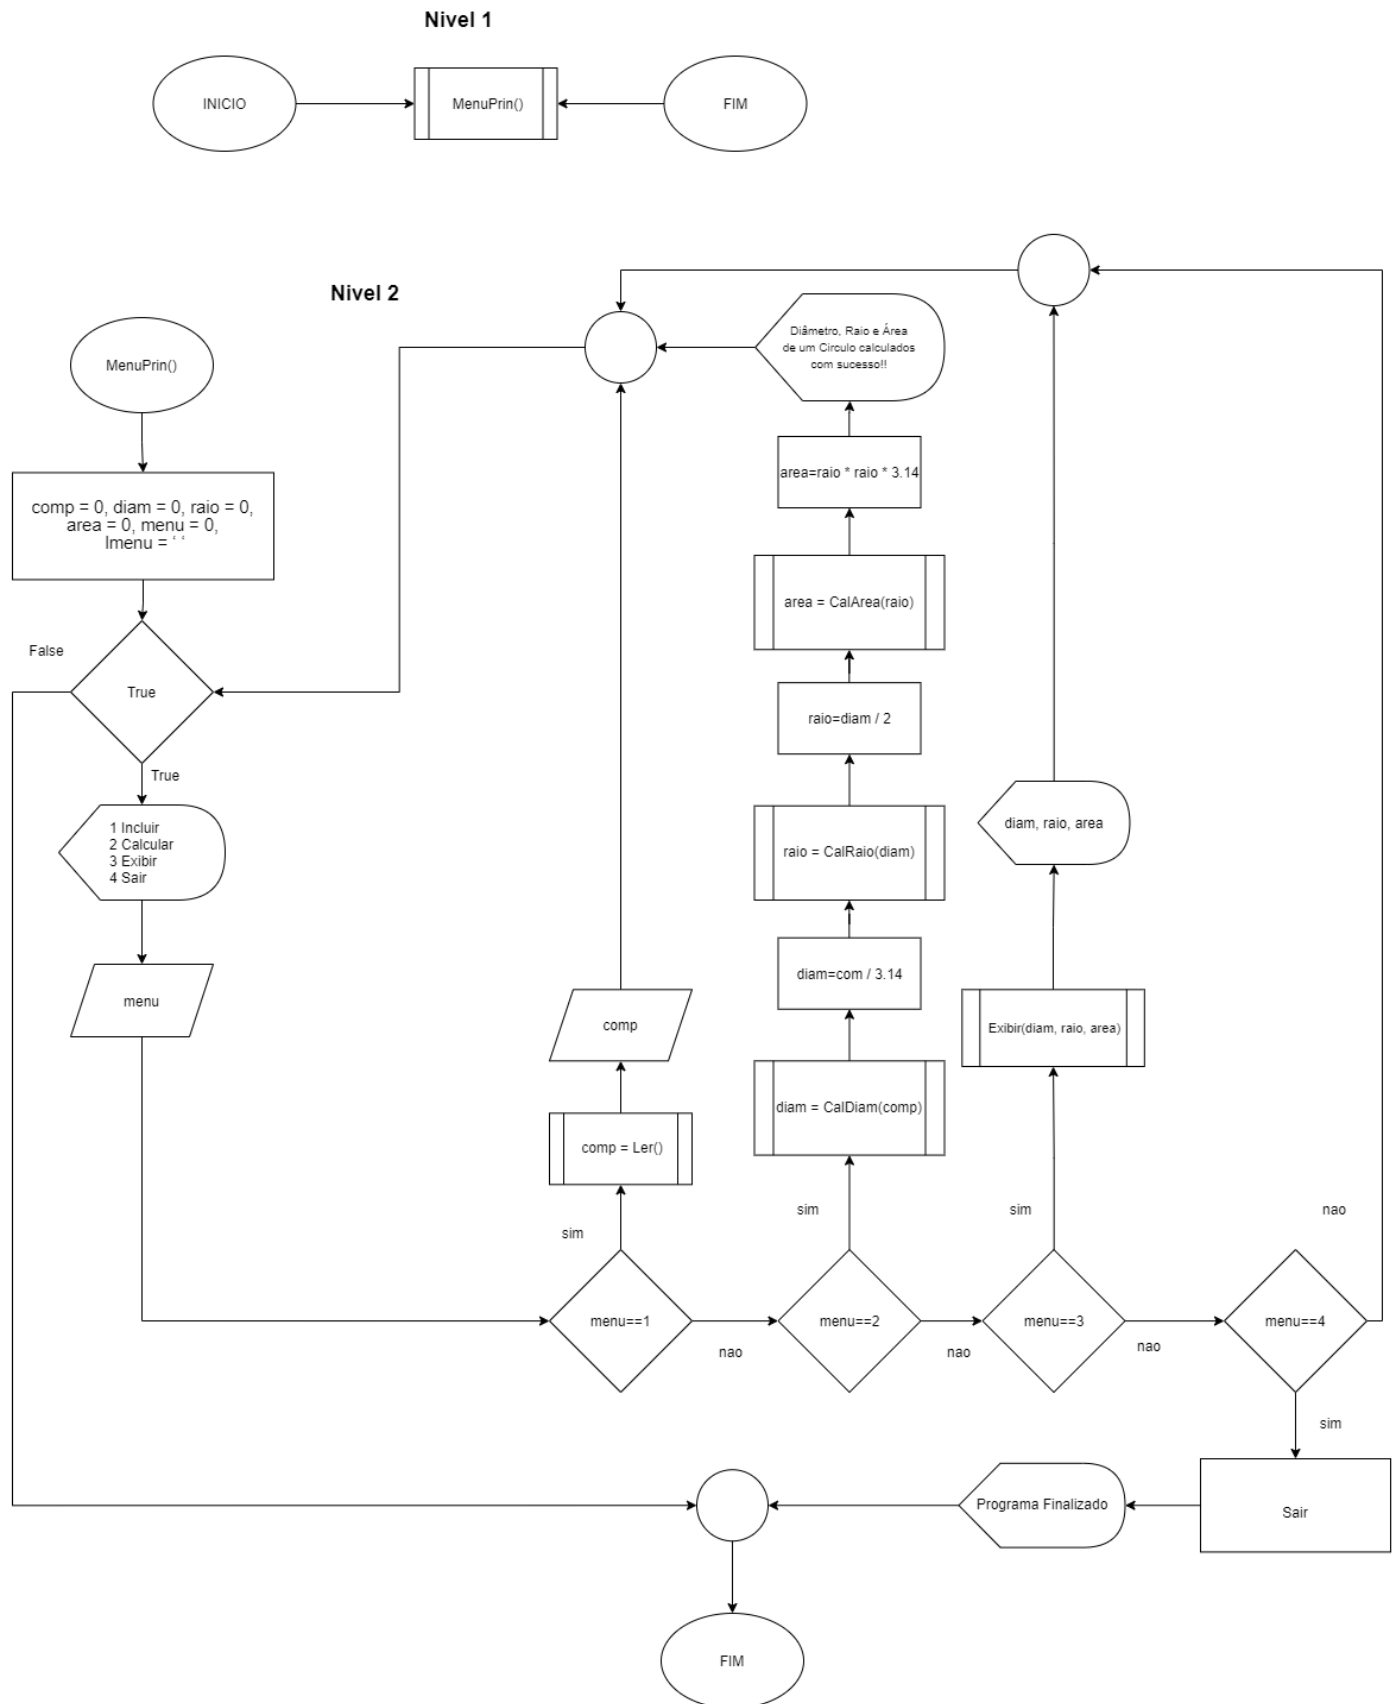 Nivel 1
INICIO
MenuPrin()
FIM
Nivel 2
MenuPrin()
comp = 0, diam = 0, raio = 0,
area = 0, menu = 0,
lmenu = ‘ ‘
False
True
True
1 Incluir
2 Calcular
3 Exibir
4 Sair
menu
menu==1
sim
comp = Ler()
comp
nao
menu==2
sim
diam = CalDiam(comp)
diam=com / 3.14
raio = CalRaio(diam)
raio=diam / 2
area = CalArea(raio)
area=raio * raio * 3.14
Diâmetro, Raio e Área
de um Circulo calculados
com sucesso!!
nao
menu==3
sim
Exibir(diam, raio, area)
diam, raio, area
nao
menu==4
nao
sim
Sair
Programa Finalizado
FIM